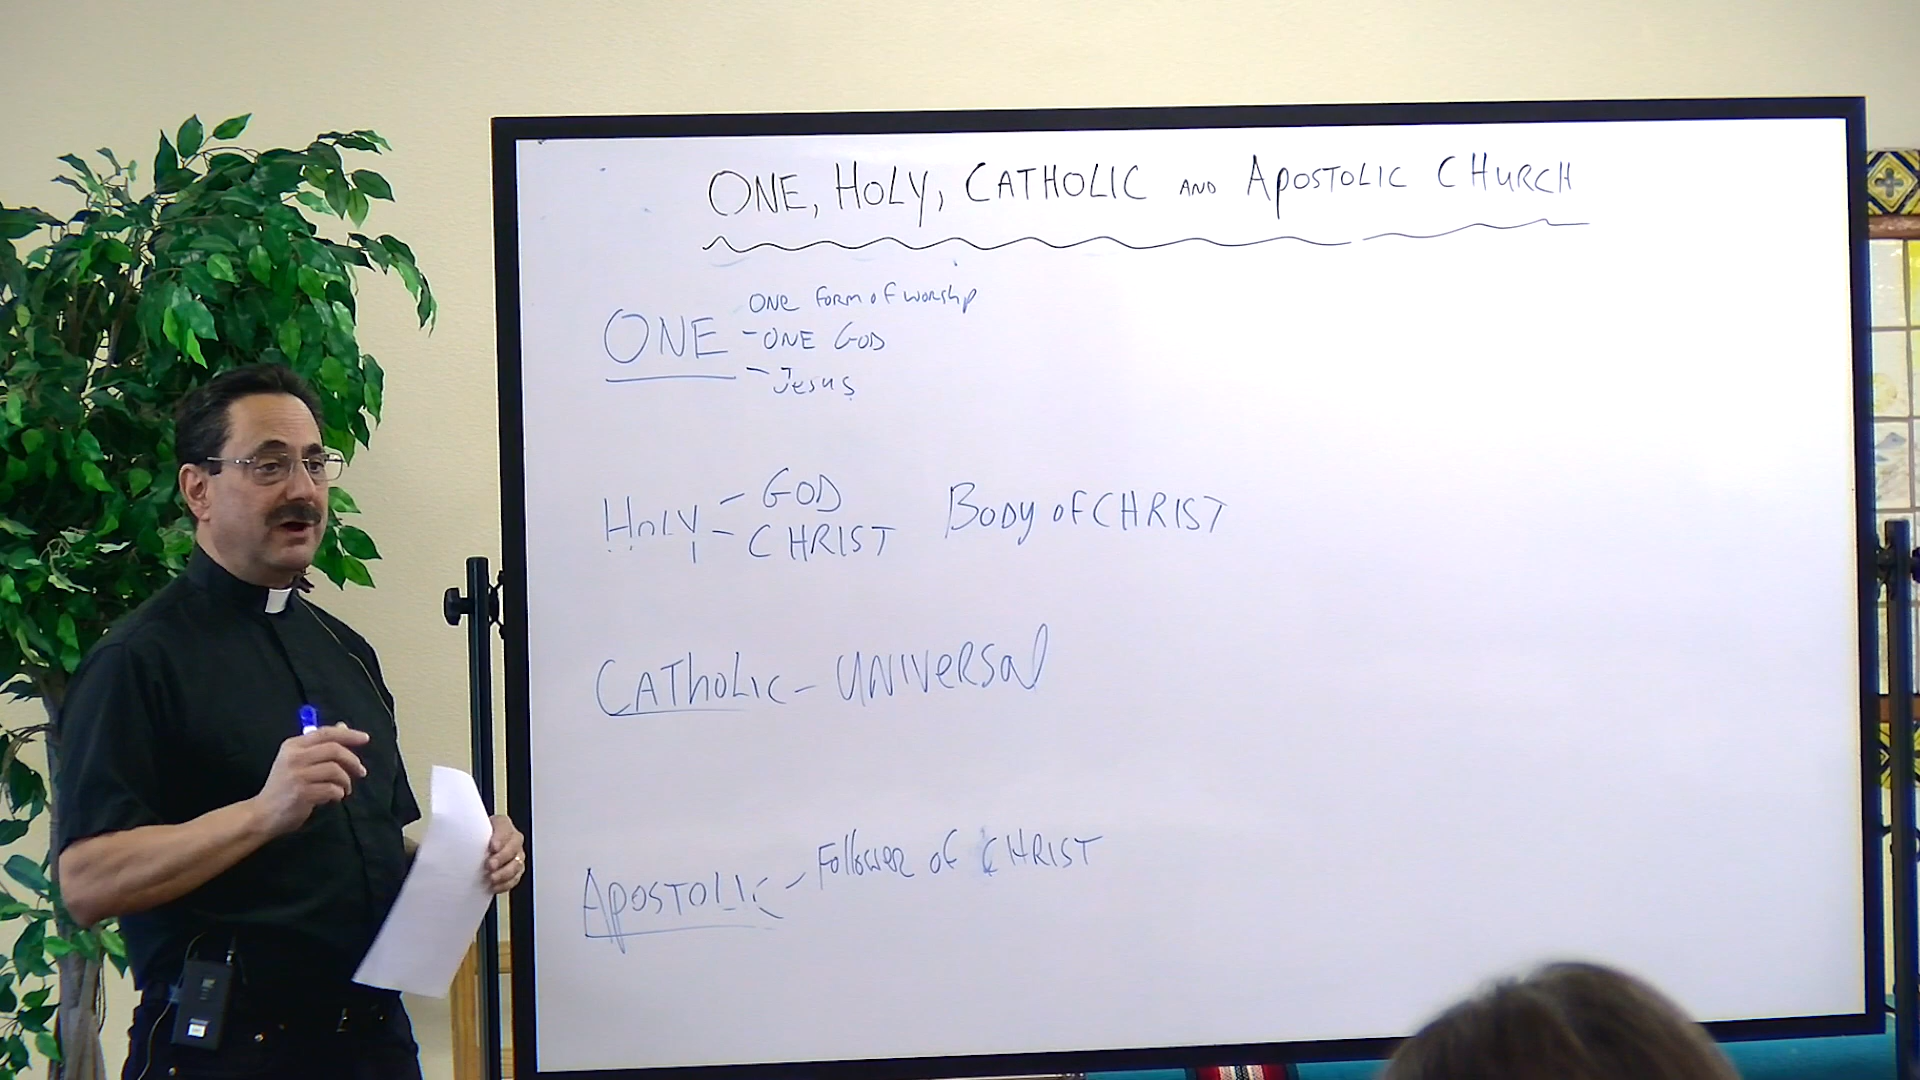 ONE, HOLY, CATHOLIC AND APOSTOLIC CHURCH
ONE form of worship
ONE - ONE GOD
- Jesus
HOLY - GOD
- CHRIST Body of CHRIST
CATholic - UNIVERSAl
APOSTOLIC - Follower of CHRIST